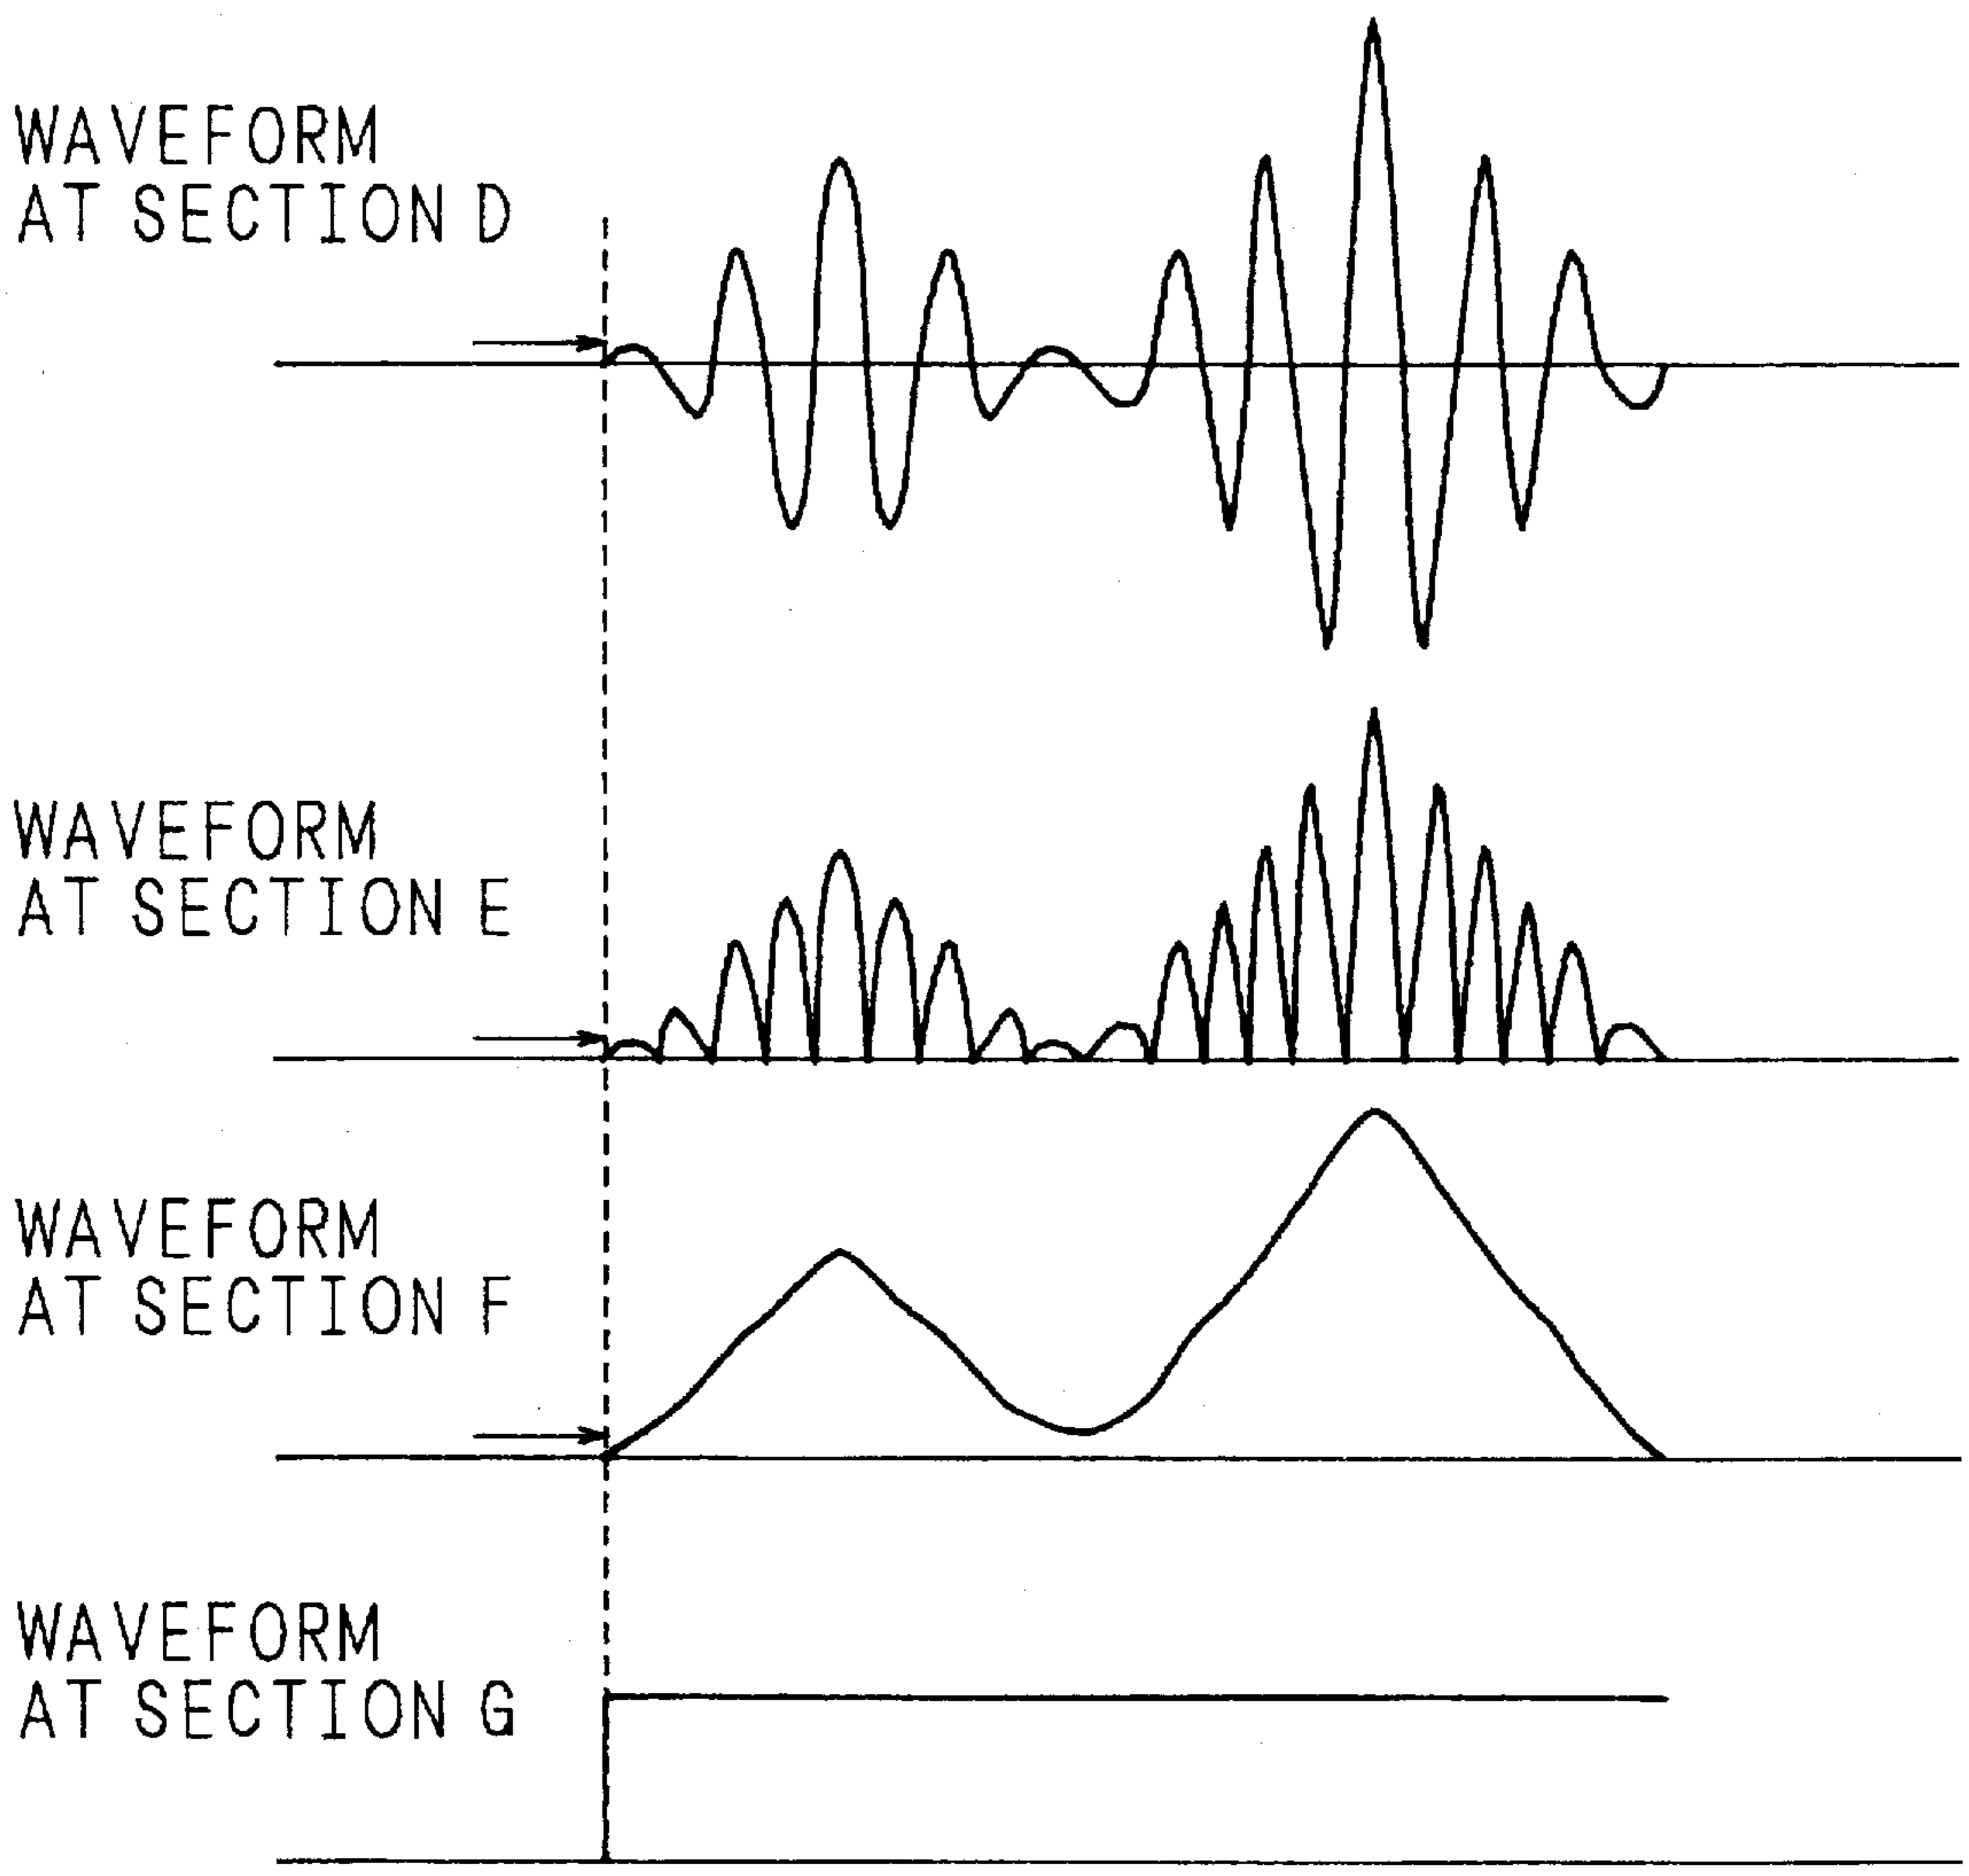 WAVEFORM
AT SECTION D
WAVEFORM
AT SECTION E
WAVEFORM
AT SECTION F
WAVEFORM
AT SECTION G